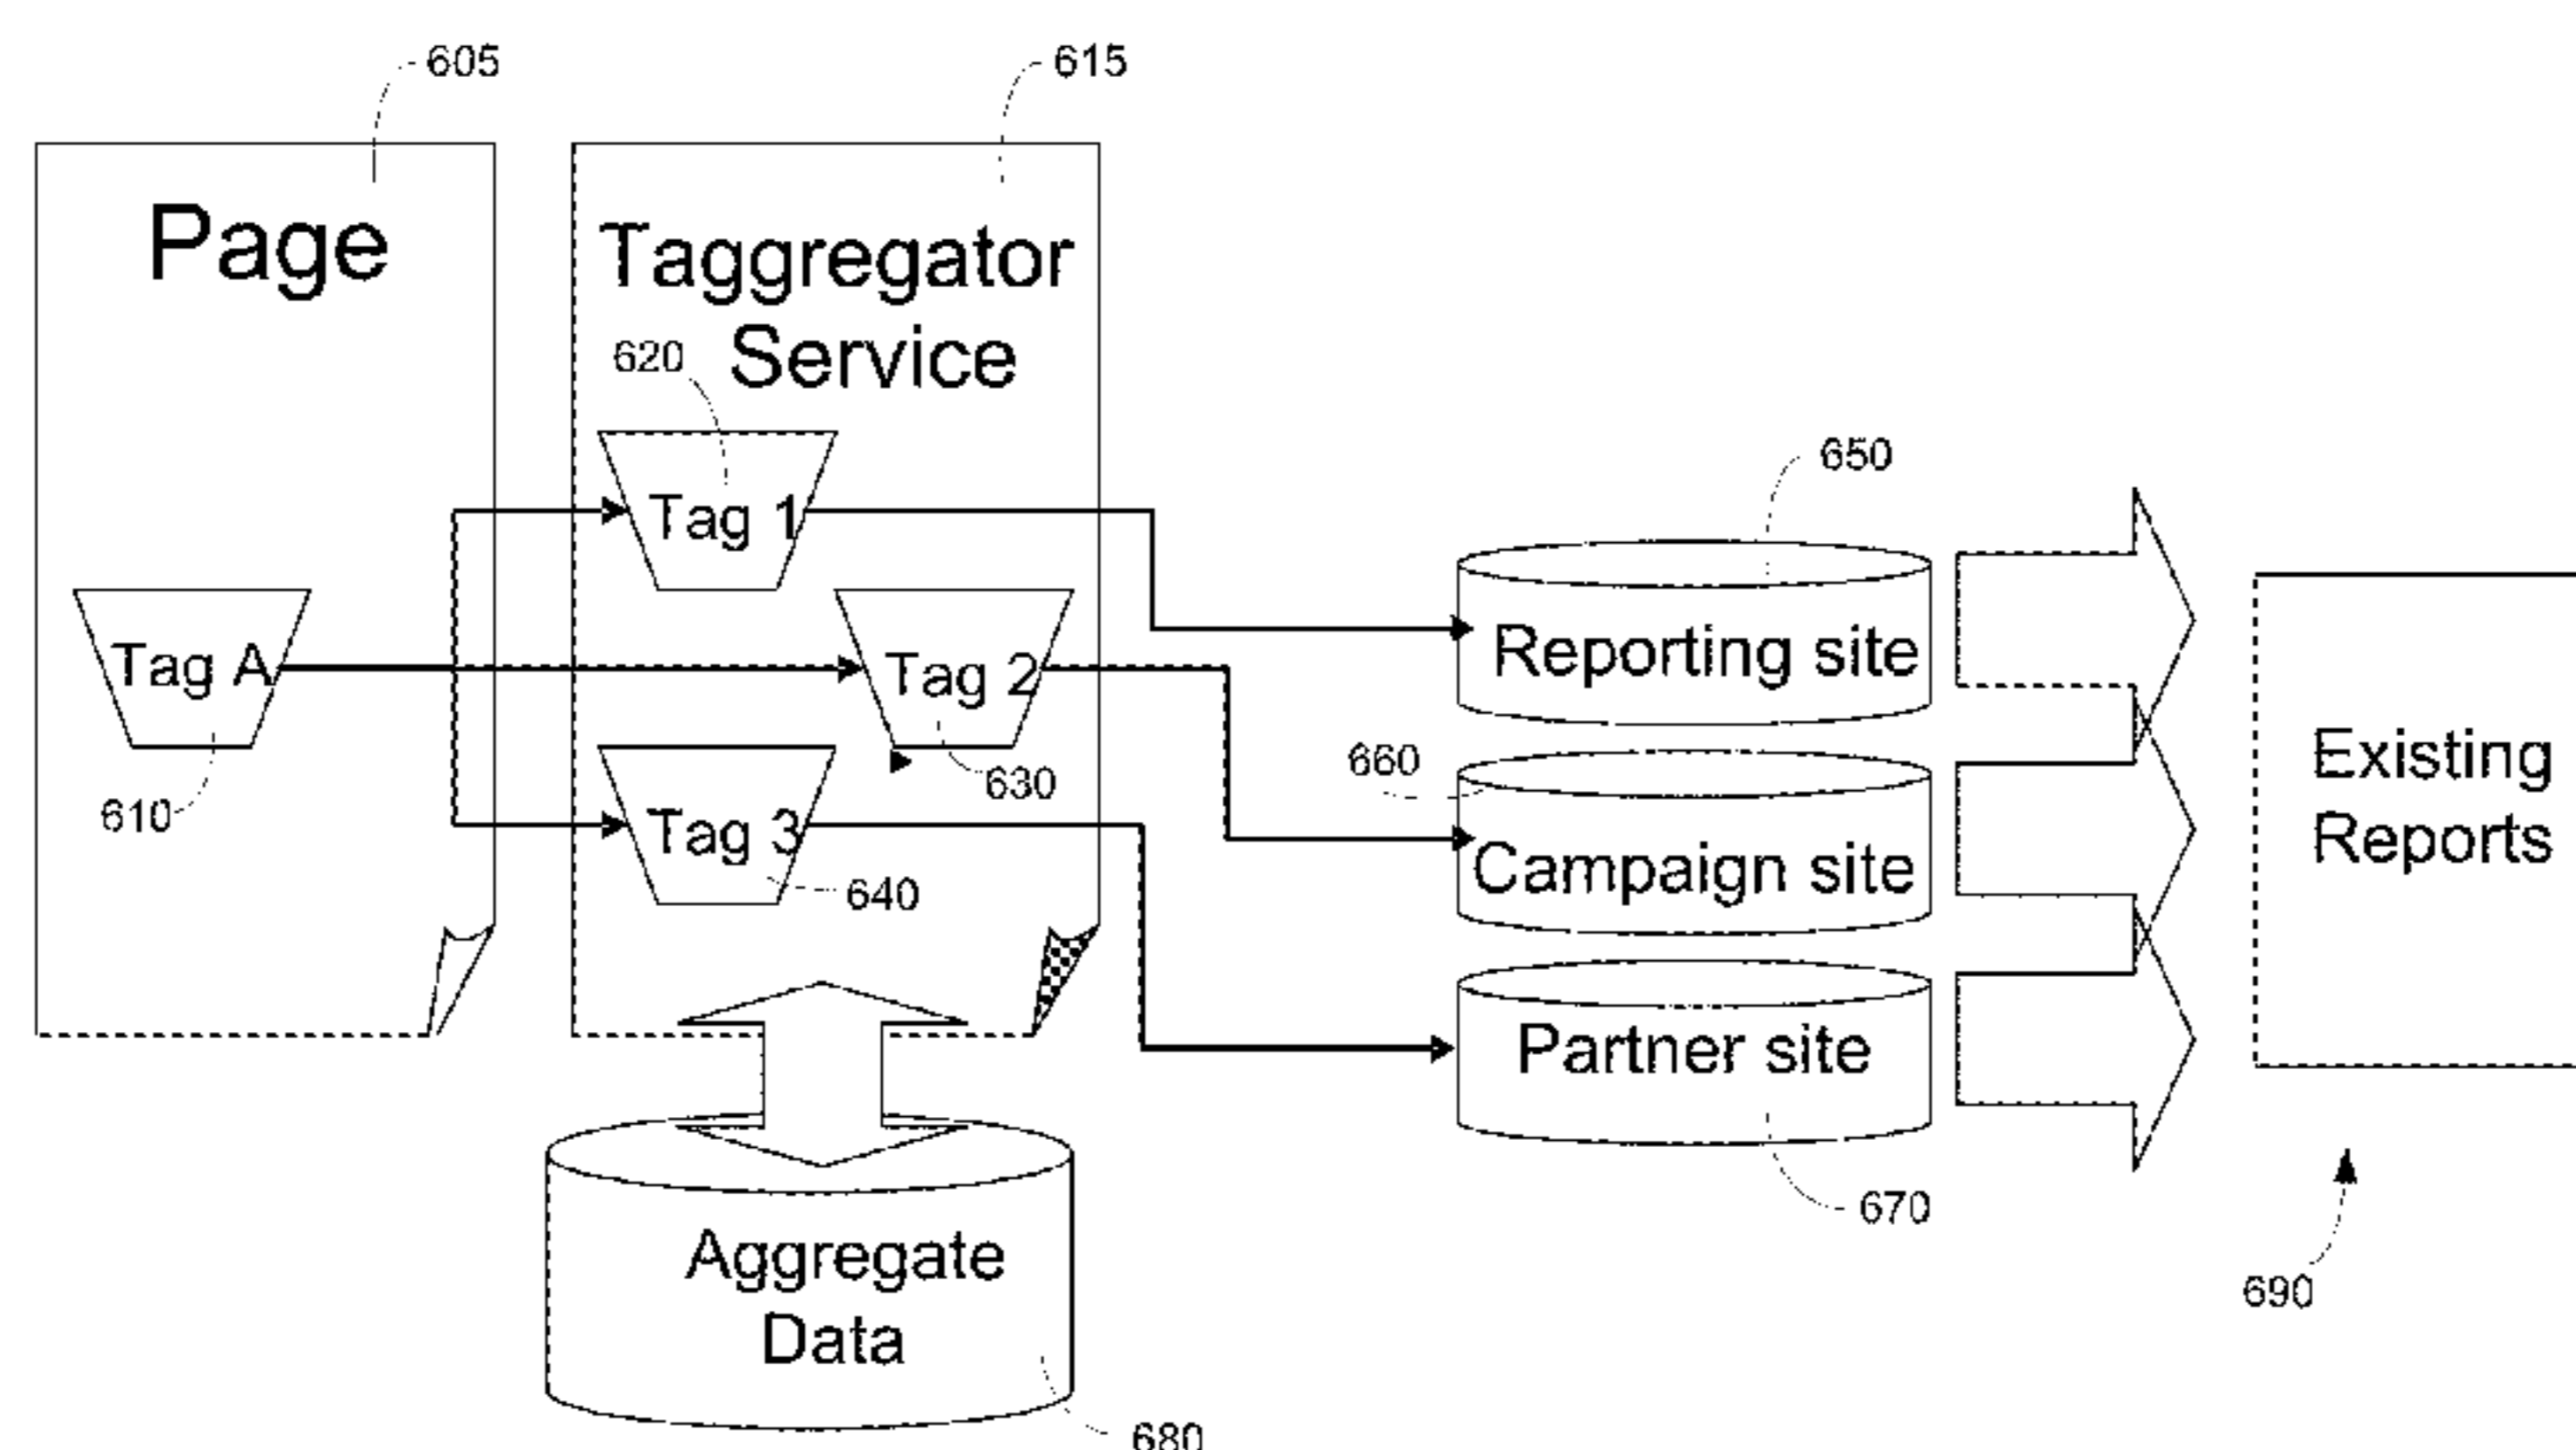 605
615
Page
Taggregator
Service
620
Tag 1
650
Tag A
Tag 2
Reporting site
610
630
660
Existing
Reports
Tag 3
640
Campaign site
Partner site
670
690
Aggregate
Data
680